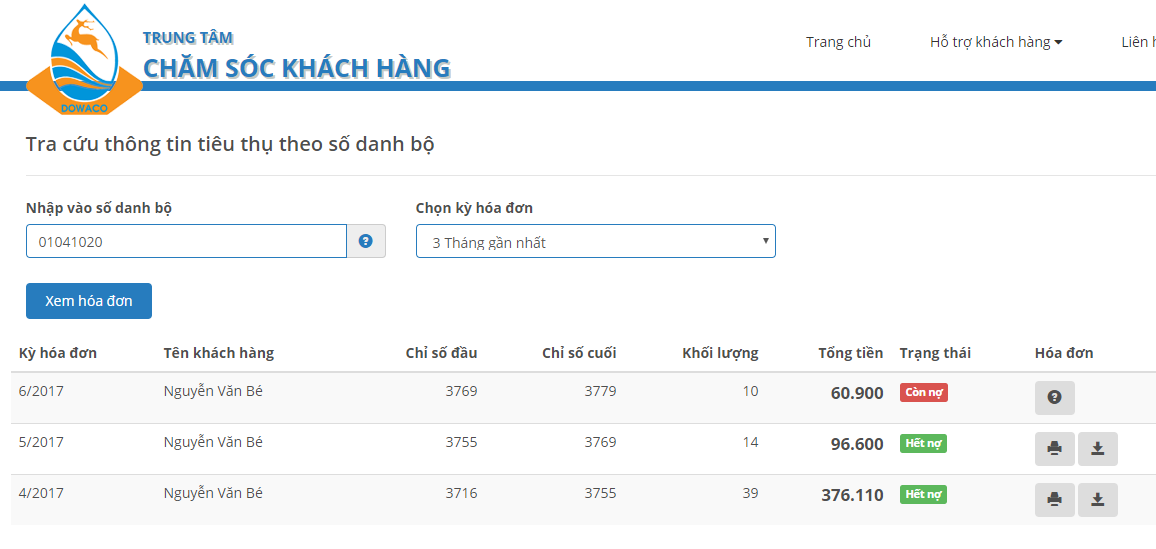 TRUNG TÂM
CHĂM SÓC KHÁCH HÀNG
DOWACO
Trang chủ Hỗ trợ khách hàng Liên
Tra cứu thông tin tiêu thụ theo số danh bộ
Nhập vào số danh bộ Chọn kỳ hóa đơn
01041020 3 Tháng gần nhất
Xem hóa đơn
Kỳ hóa đơn Tên khách hàng Chỉ số đầu Chỉ số cuối Khối lượng Tổng tiền Trạng thái Hóa đơn
6/2017 Nguyễn Văn Bé 3769 3779 10 60.900 Còn nợ
5/2017 Nguyễn Văn Bé 3755 3769 14 96.600 Hết nợ
4/2017 Nguyễn Văn Bé 3716 3755 39 376.110 Hết nợ